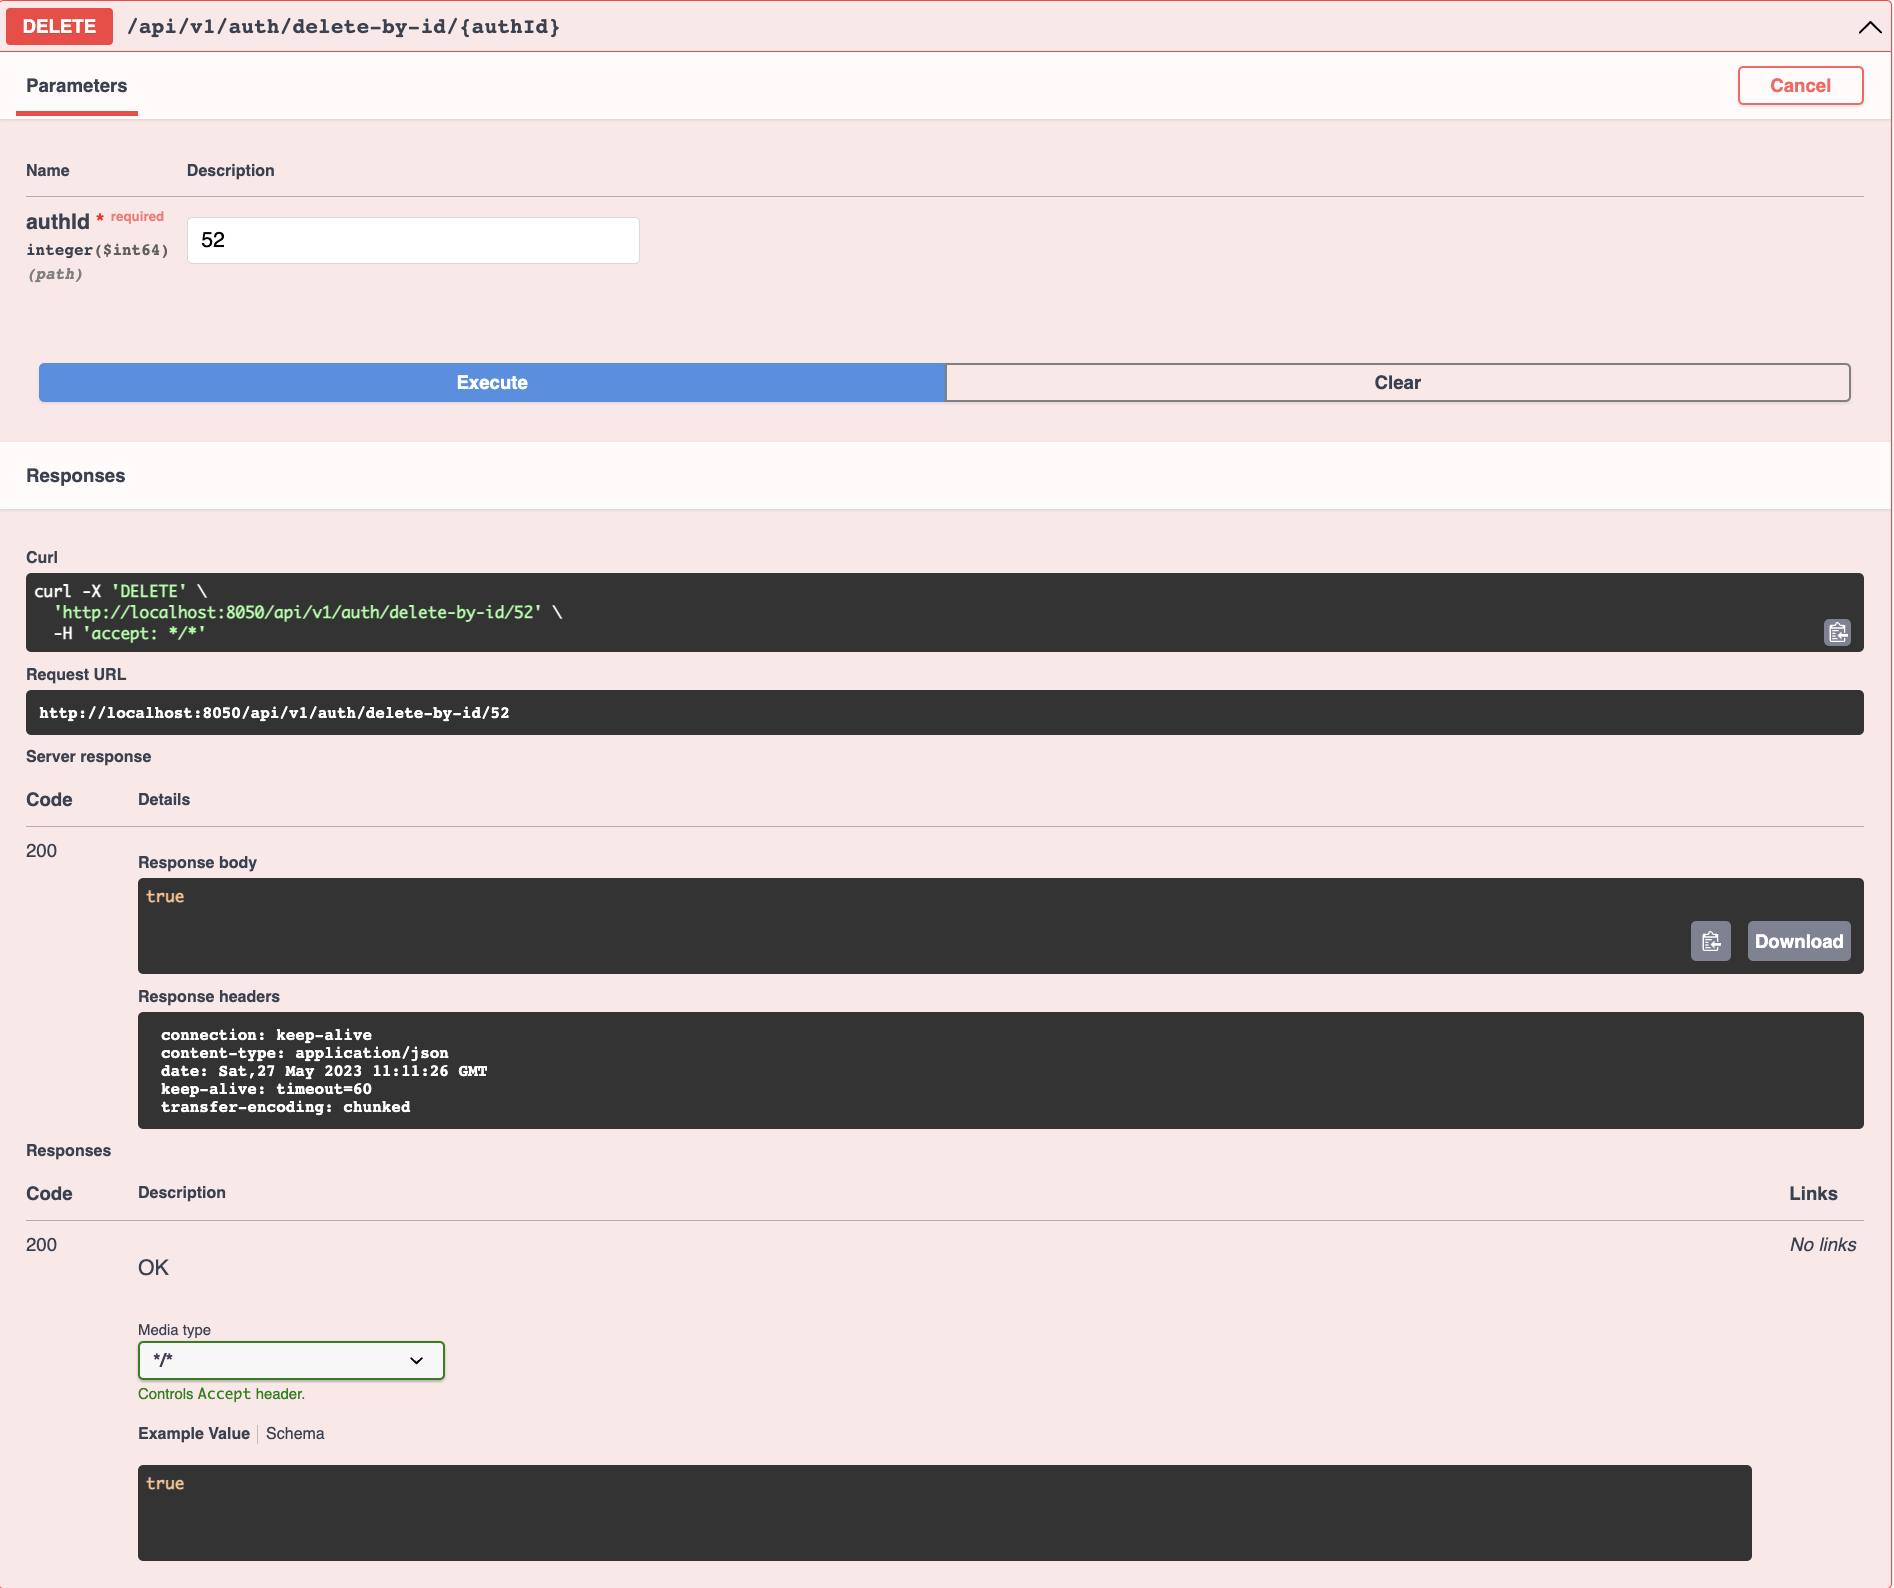 DELETE /api/v1/auth/delete-by-id/{authId}
Parameters
Cancel
Name Description
authId * required
integer($int64)
(path)
52
Execute Clear
Responses
Curl
curl -X 'DELETE' \
'http://localhost:8050/api/v1/auth/delete-by-id/52' \
-H 'accept: */*'
Request URL
http://localhost:8050/api/v1/auth/delete-by-id/52
Server response
Code Details
200
Response body
true
Download
Response headers
connection: keep-alive
content-type: application/json
date: Sat,27 May 2023 11:11:26 GMT
keep-alive: timeout=60
transfer-encoding: chunked
Responses
Code Description Links
200 No links
OK
Media type
*/*
Controls Accept header.
Example Value Schema
true